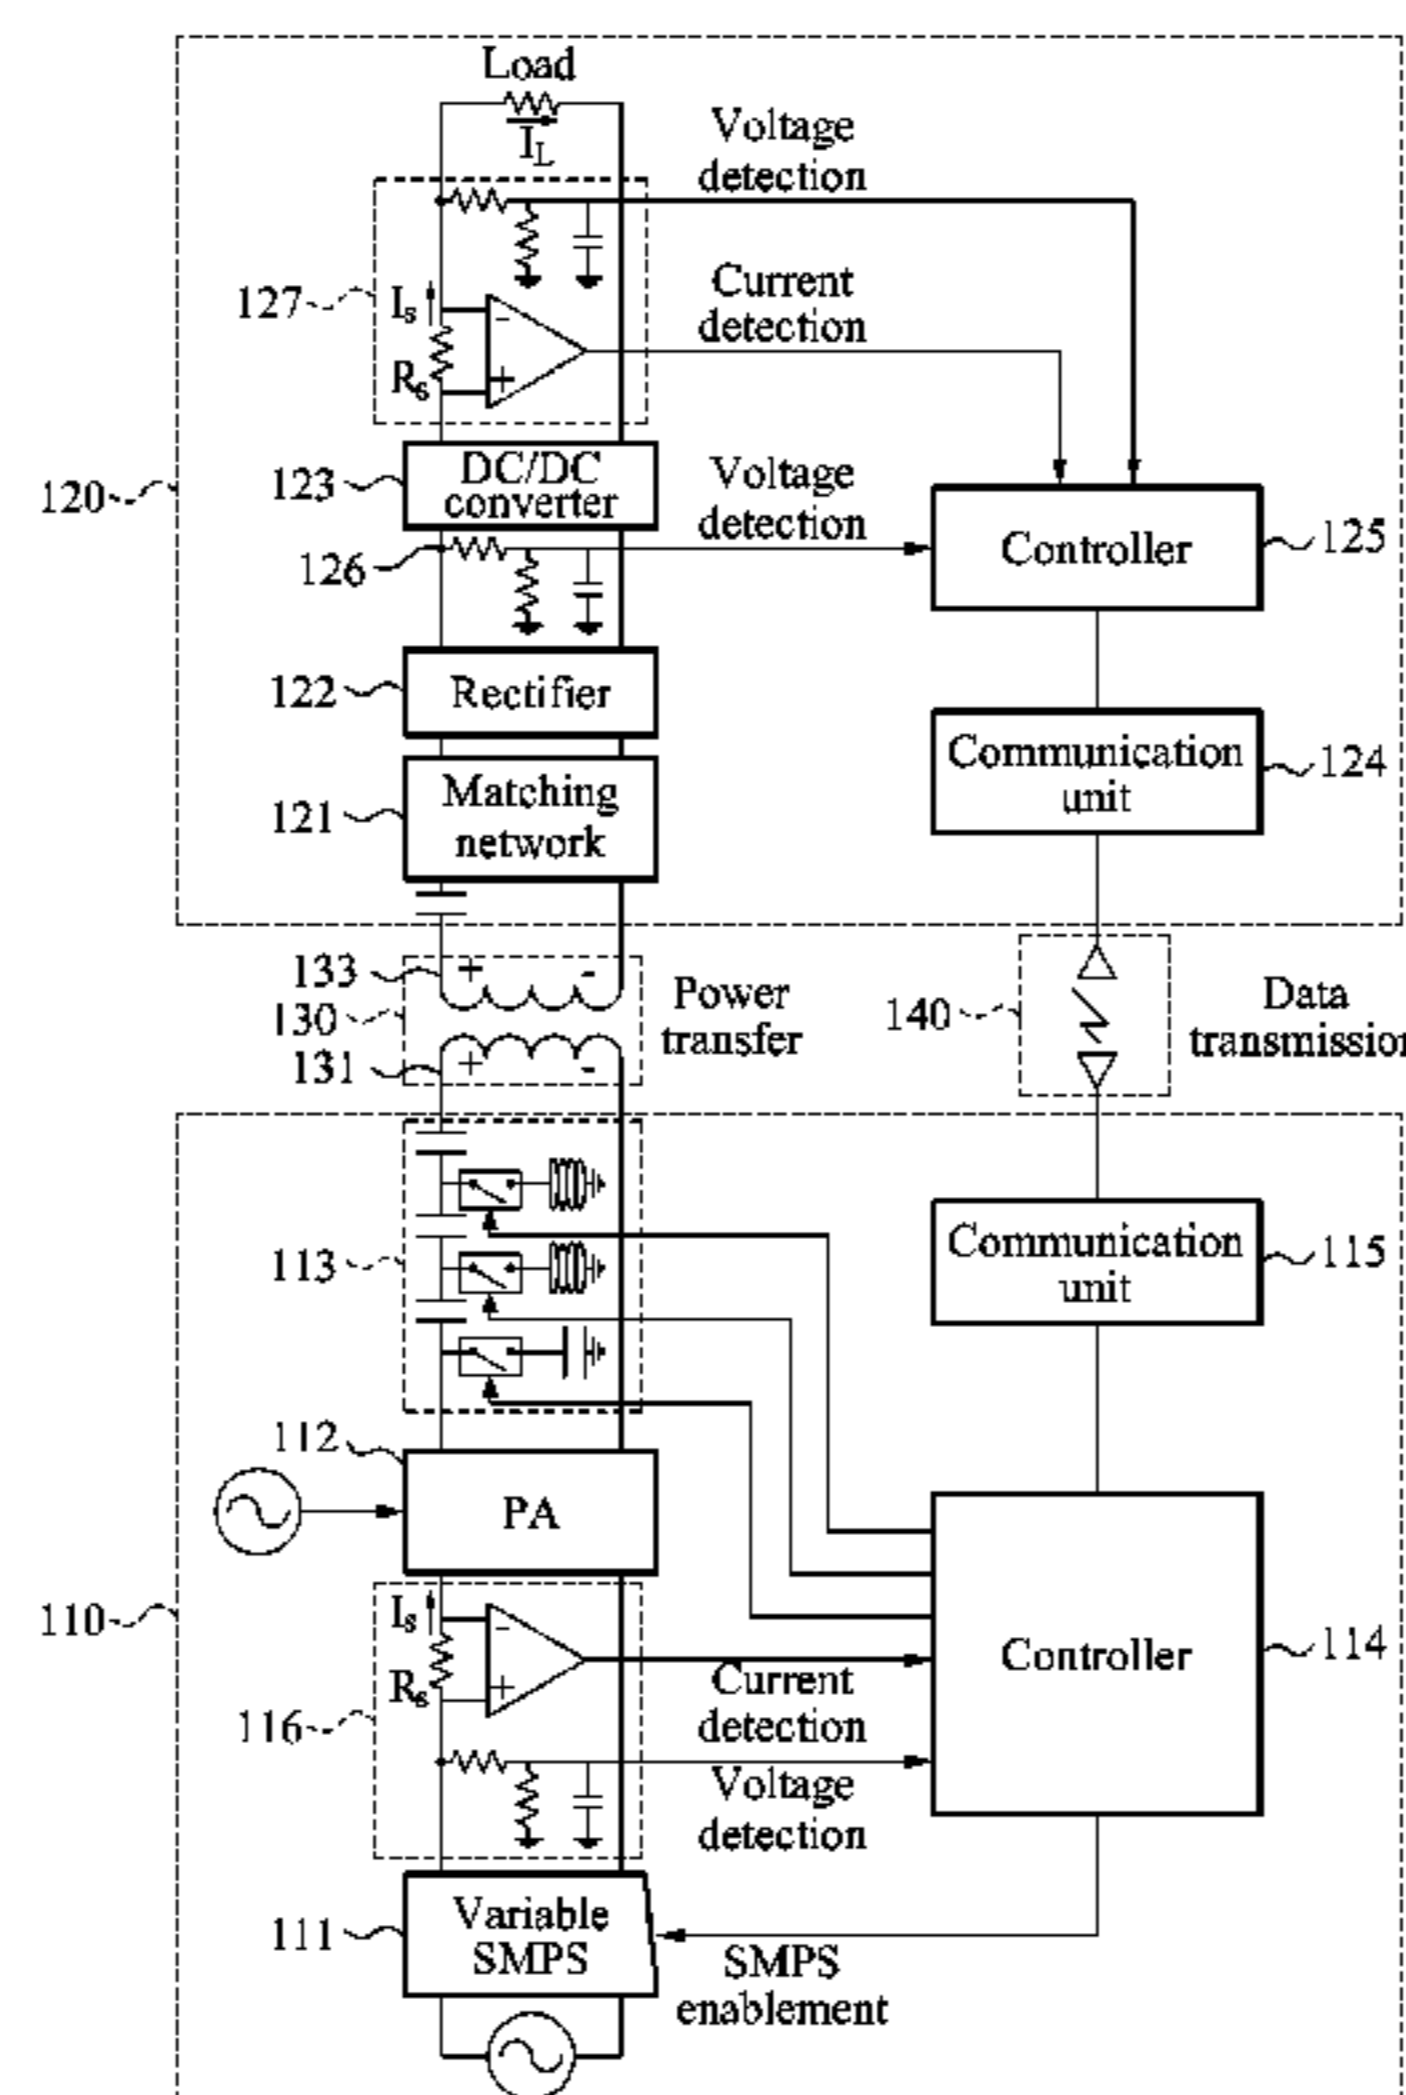 Load
I_L
Voltage
detection
127
I_s
R_s
-
+
Current
detection
120
123
DC/DC
converter
126
Voltage
detection
Controller
125
122
Rectifier
121
Matching
network
Communication
unit
124
133
+
-
130
131
+
-
Power
transfer
140
Data
transmission
113
Communication
unit
115
112
PA
110
I_s
R_s
-
+
116
Current
detection
Voltage
detection
Controller
114
111
Variable
SMPS
SMPS
enablement